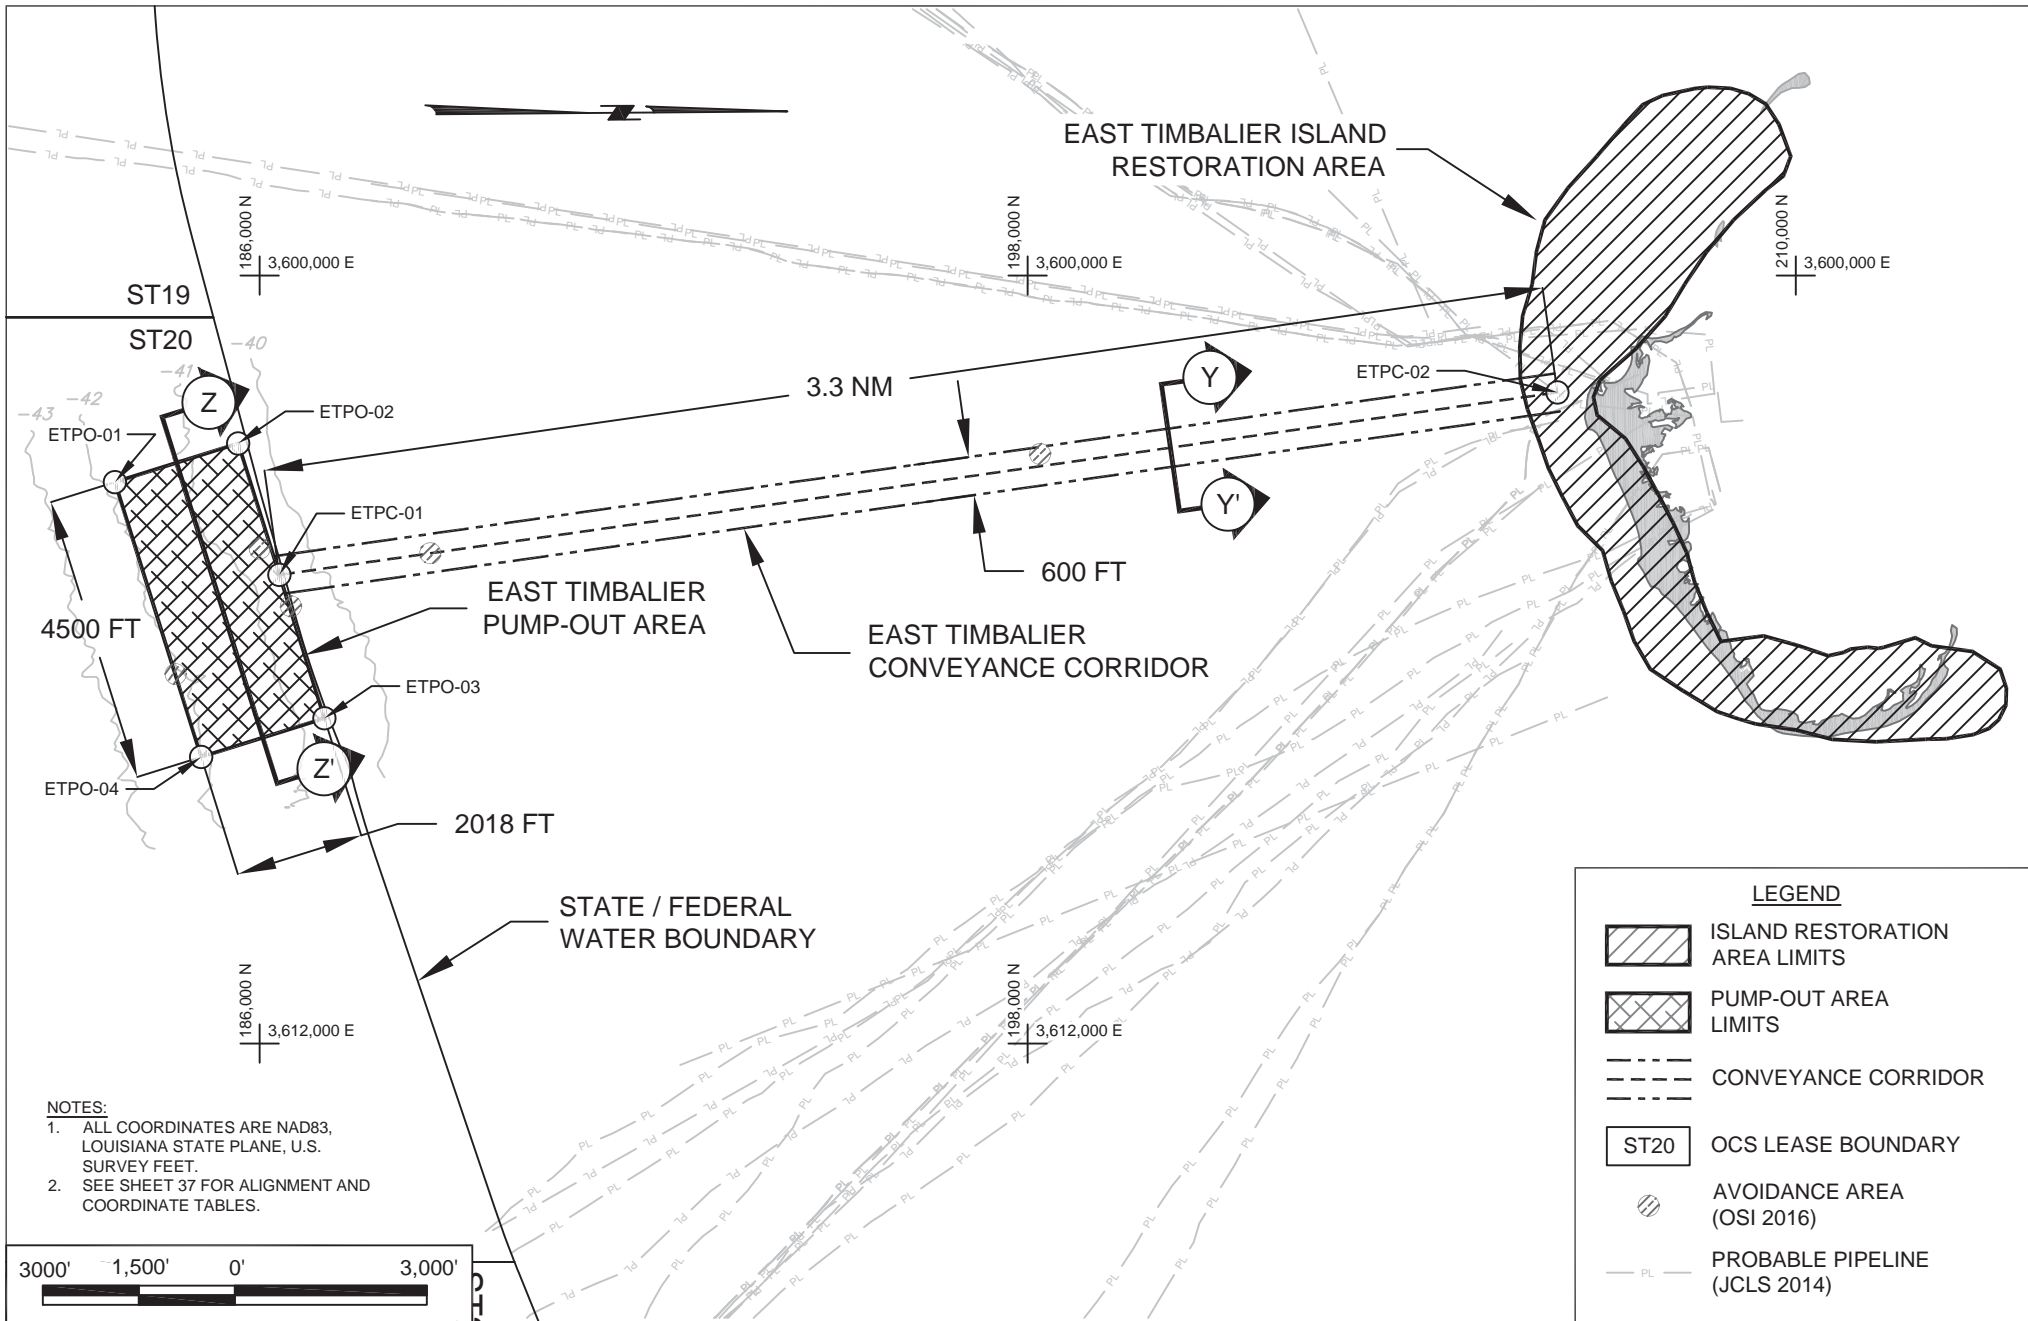 EAST TIMBALIER ISLAND
RESTORATION AREA
186,000 N
3,600,000 E
198,000 N
3,600,000 E
210,000 N
3,600,000 E
ST19
ST20
-40
-41
-42
-43
Z
Y
3.3 NM
ETPC-02
ETPO-02
ETPO-01
ETPC-01
Y'
600 FT
EAST TIMBALIER
PUMP-OUT AREA
4500 FT
EAST TIMBALIER
CONVEYANCE CORRIDOR
ETPO-03
Z'
ETPO-04
2018 FT
STATE / FEDERAL
WATER BOUNDARY
186,000 N
3,612,000 E
198,000 N
3,612,000 E
NOTES:
1. ALL COORDINATES ARE NAD83,
LOUISIANA STATE PLANE, U.S.
SURVEY FEET.
2. SEE SHEET 37 FOR ALIGNMENT AND
COORDINATE TABLES.
3000' 1,500' 0' 3,000'
LEGEND
ISLAND RESTORATION
AREA LIMITS
PUMP-OUT AREA
LIMITS
CONVEYANCE CORRIDOR
ST20 OCS LEASE BOUNDARY
AVOIDANCE AREA
(OSI 2016)
PL PROBABLE PIPELINE
(JCLS 2014)